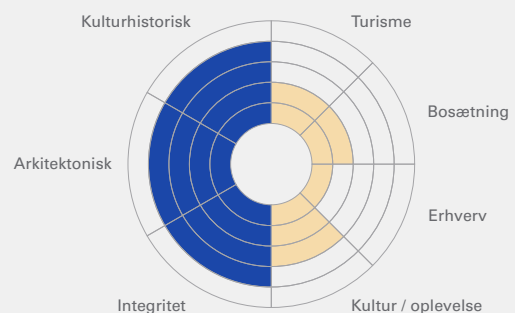 Kulturhistorisk
Turisme
Bosætning
Arkitektonisk
Erhverv
Integritet
Kultur / oplevelse